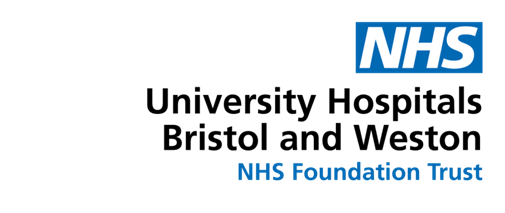 NHS
University Hospitals
Bristol and Weston
NHS Foundation Trust